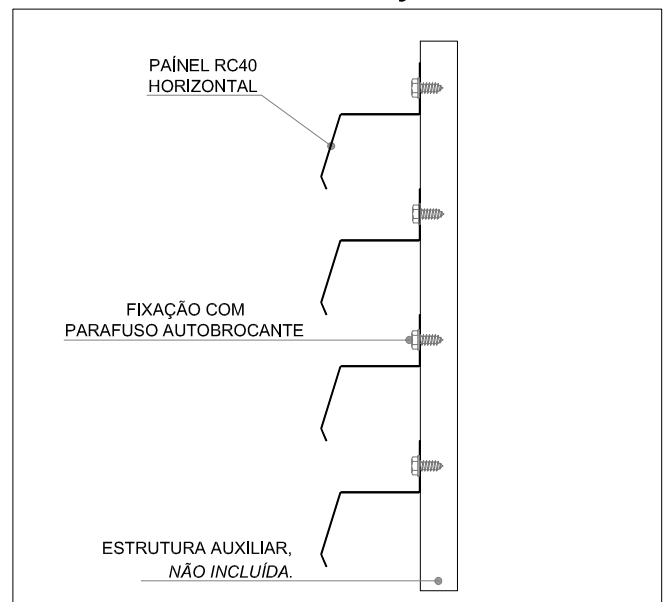 PAÍNEL RC40
HORIZONTAL
FIXAÇÃO COM
PARAFUSO AUTOBROCANTE
ESTRUTURA AUXILIAR,
NÃO INCLUÍDA.